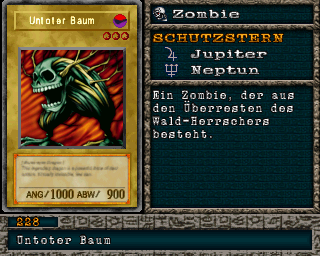 Untoter Baum
ANG/1000 ABW/ 900
Zombie
SCHUTZSTERN
Jupiter
Neptun
Ein Zombie, der aus
den Überresten des
Wald-Herrschers
besteht.
228
Untoter Baum